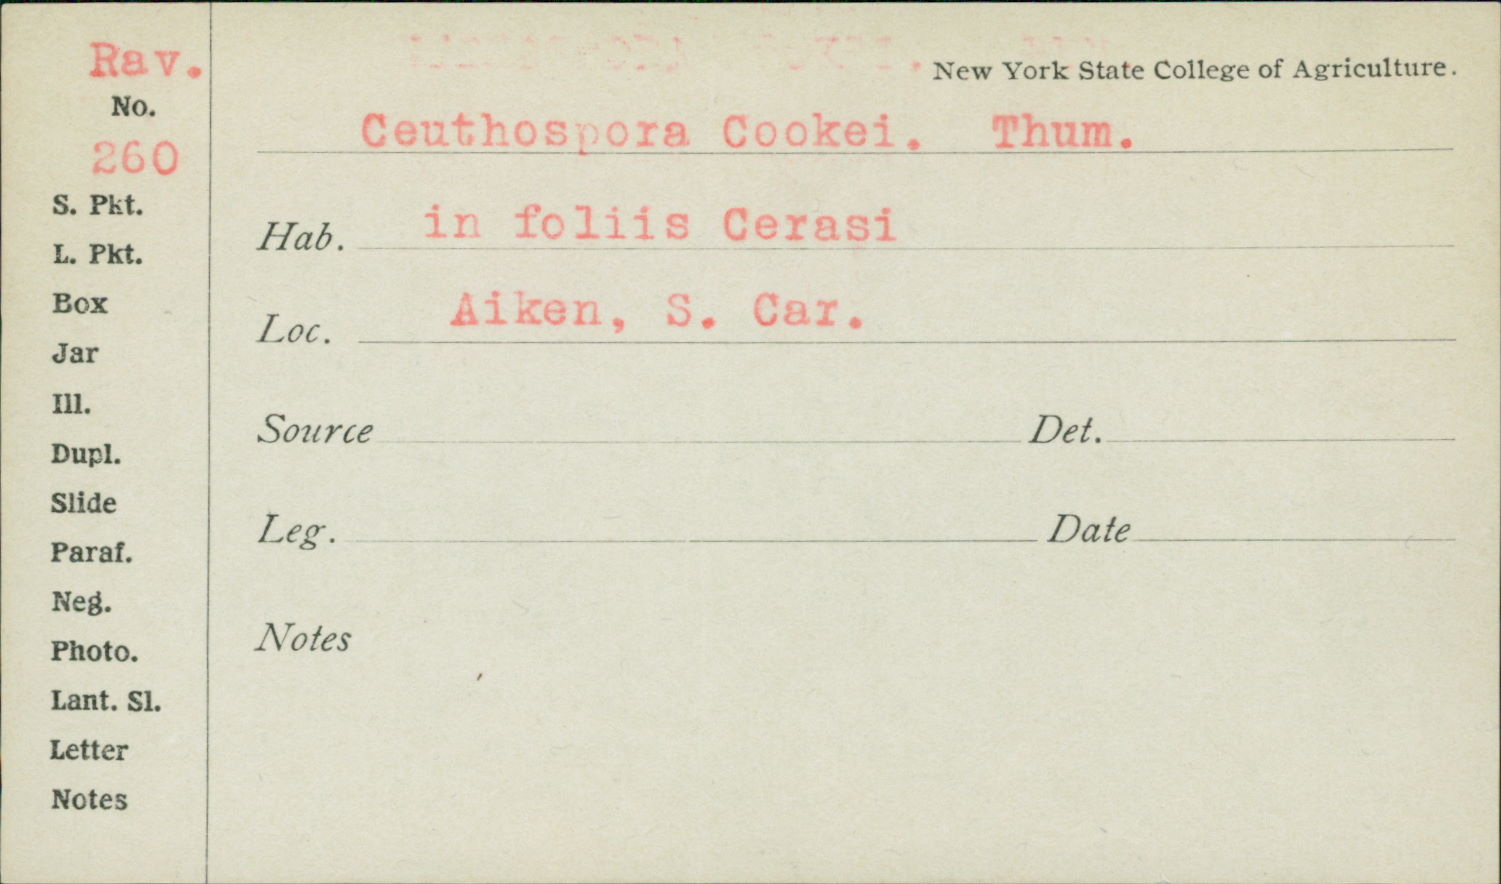 Rav.
No.
260
S. Pkt.
L. Pkt.
Box
Jar
Ill.
Dupl.
Slide
Paraf.
Neg.
Photo.
Lant. Sl.
Letter
Notes
New York State College of Agriculture.
Ceuthospora Cookei. Thum.
Hab. in foliis Cerasi
Loc. Aiken, S. Car.
Source Det.
Leg. Date
Notes